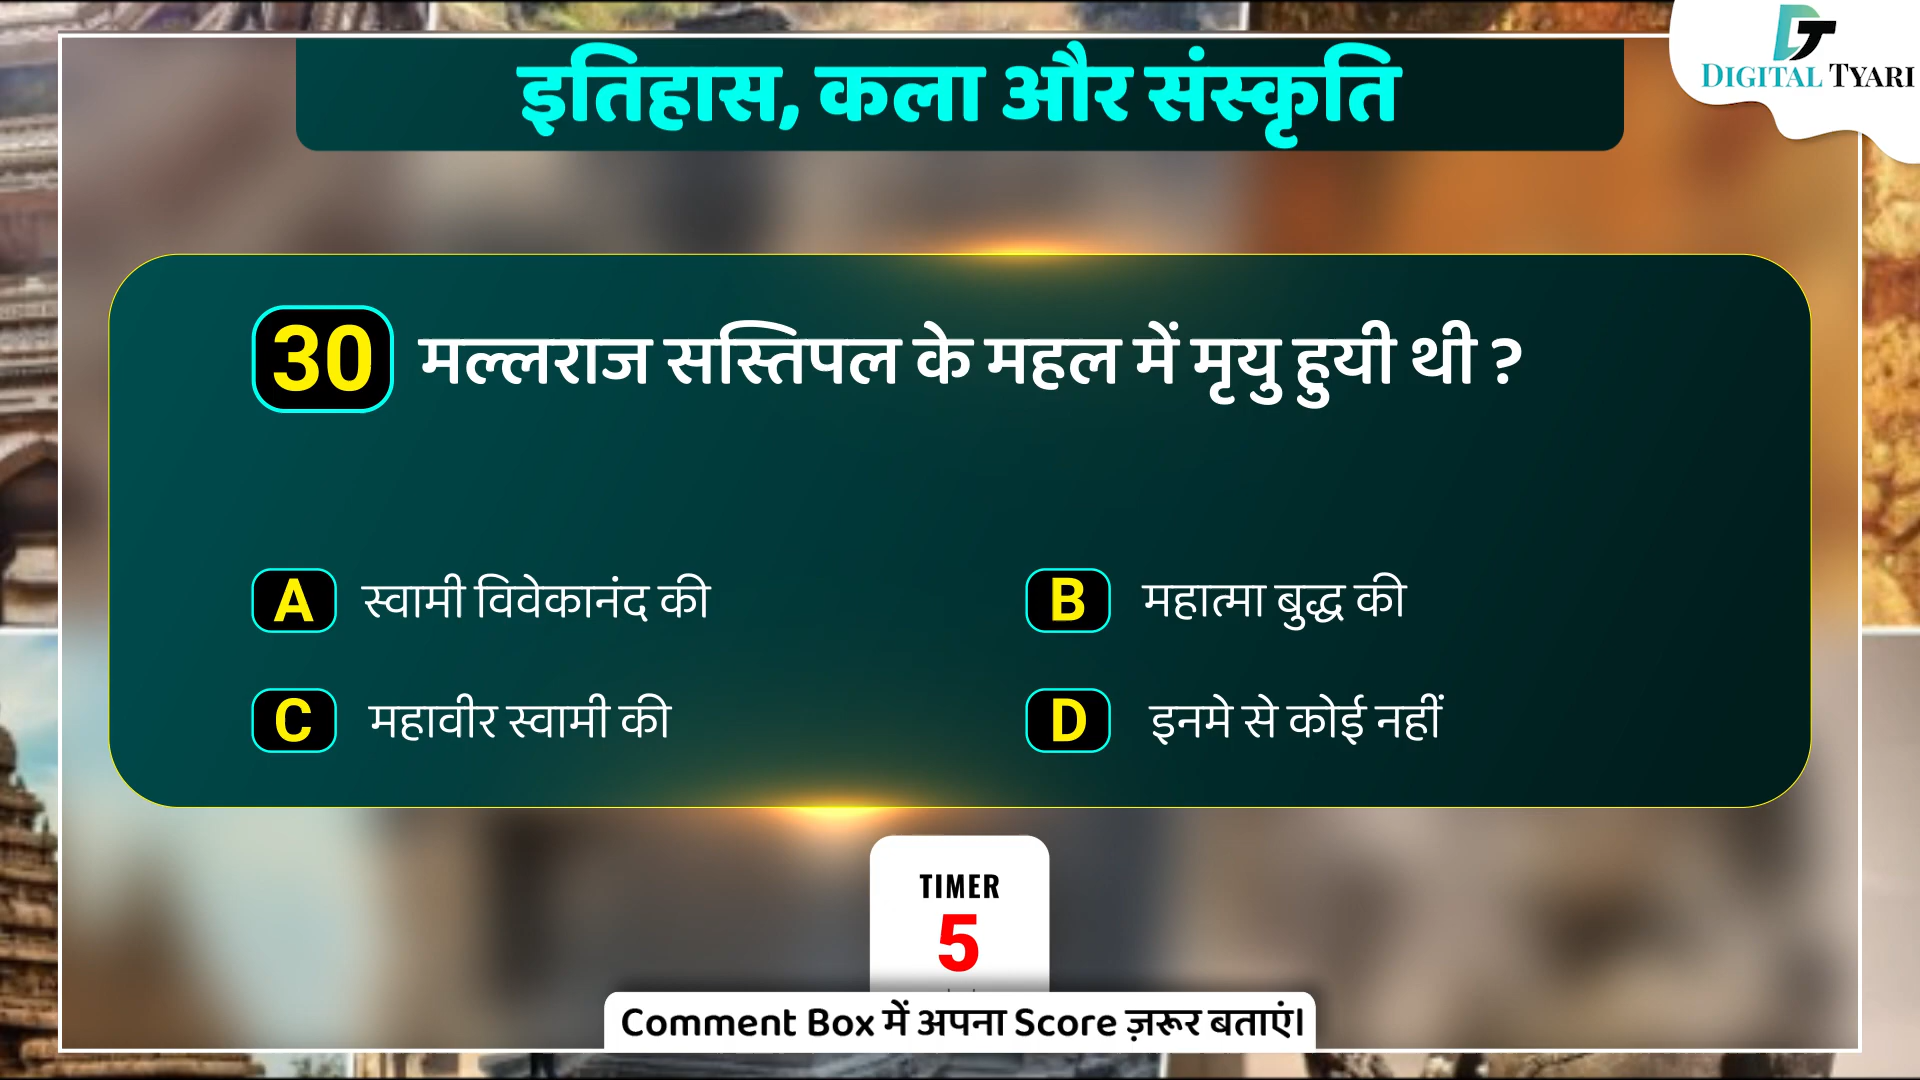 इतिहास, कला और संस्कृति
DIGITAL TYARI
30 मल्लराज सस्तिपल के महल में मृयु हुयी थी ?
A स्वामी विवेकानंद की
B महात्मा बुद्ध की
C महावीर स्वामी की
D इनमे से कोई नहीं
TIMER
5
Comment Box में अपना Score ज़रूर बताएं।